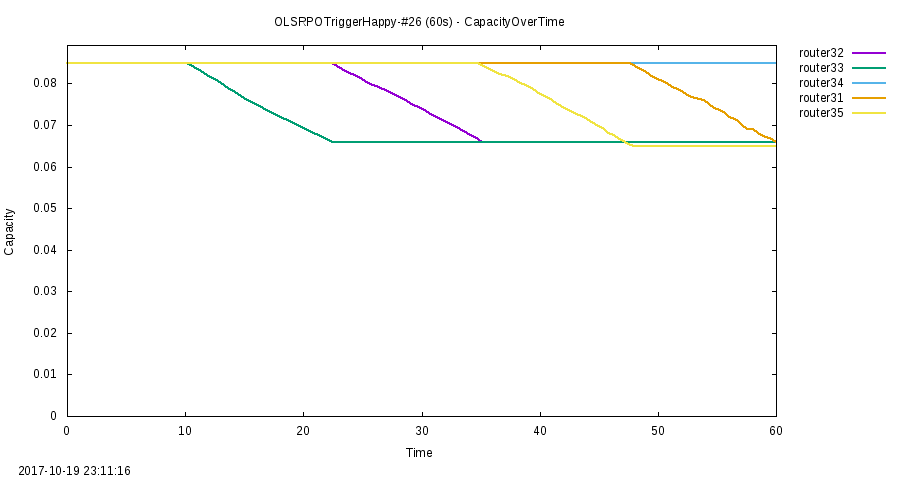 OLSRPOTriggerHappy-#26 (60s) - CapacityOverTime
router32
router33
router34
router31
router35
0.08
0.07
0.06
0.05
0.04
0.03
0.02
0.01
0
Capacity
0 10 20 30 40 50 60
Time
2017-10-19 23:11:16